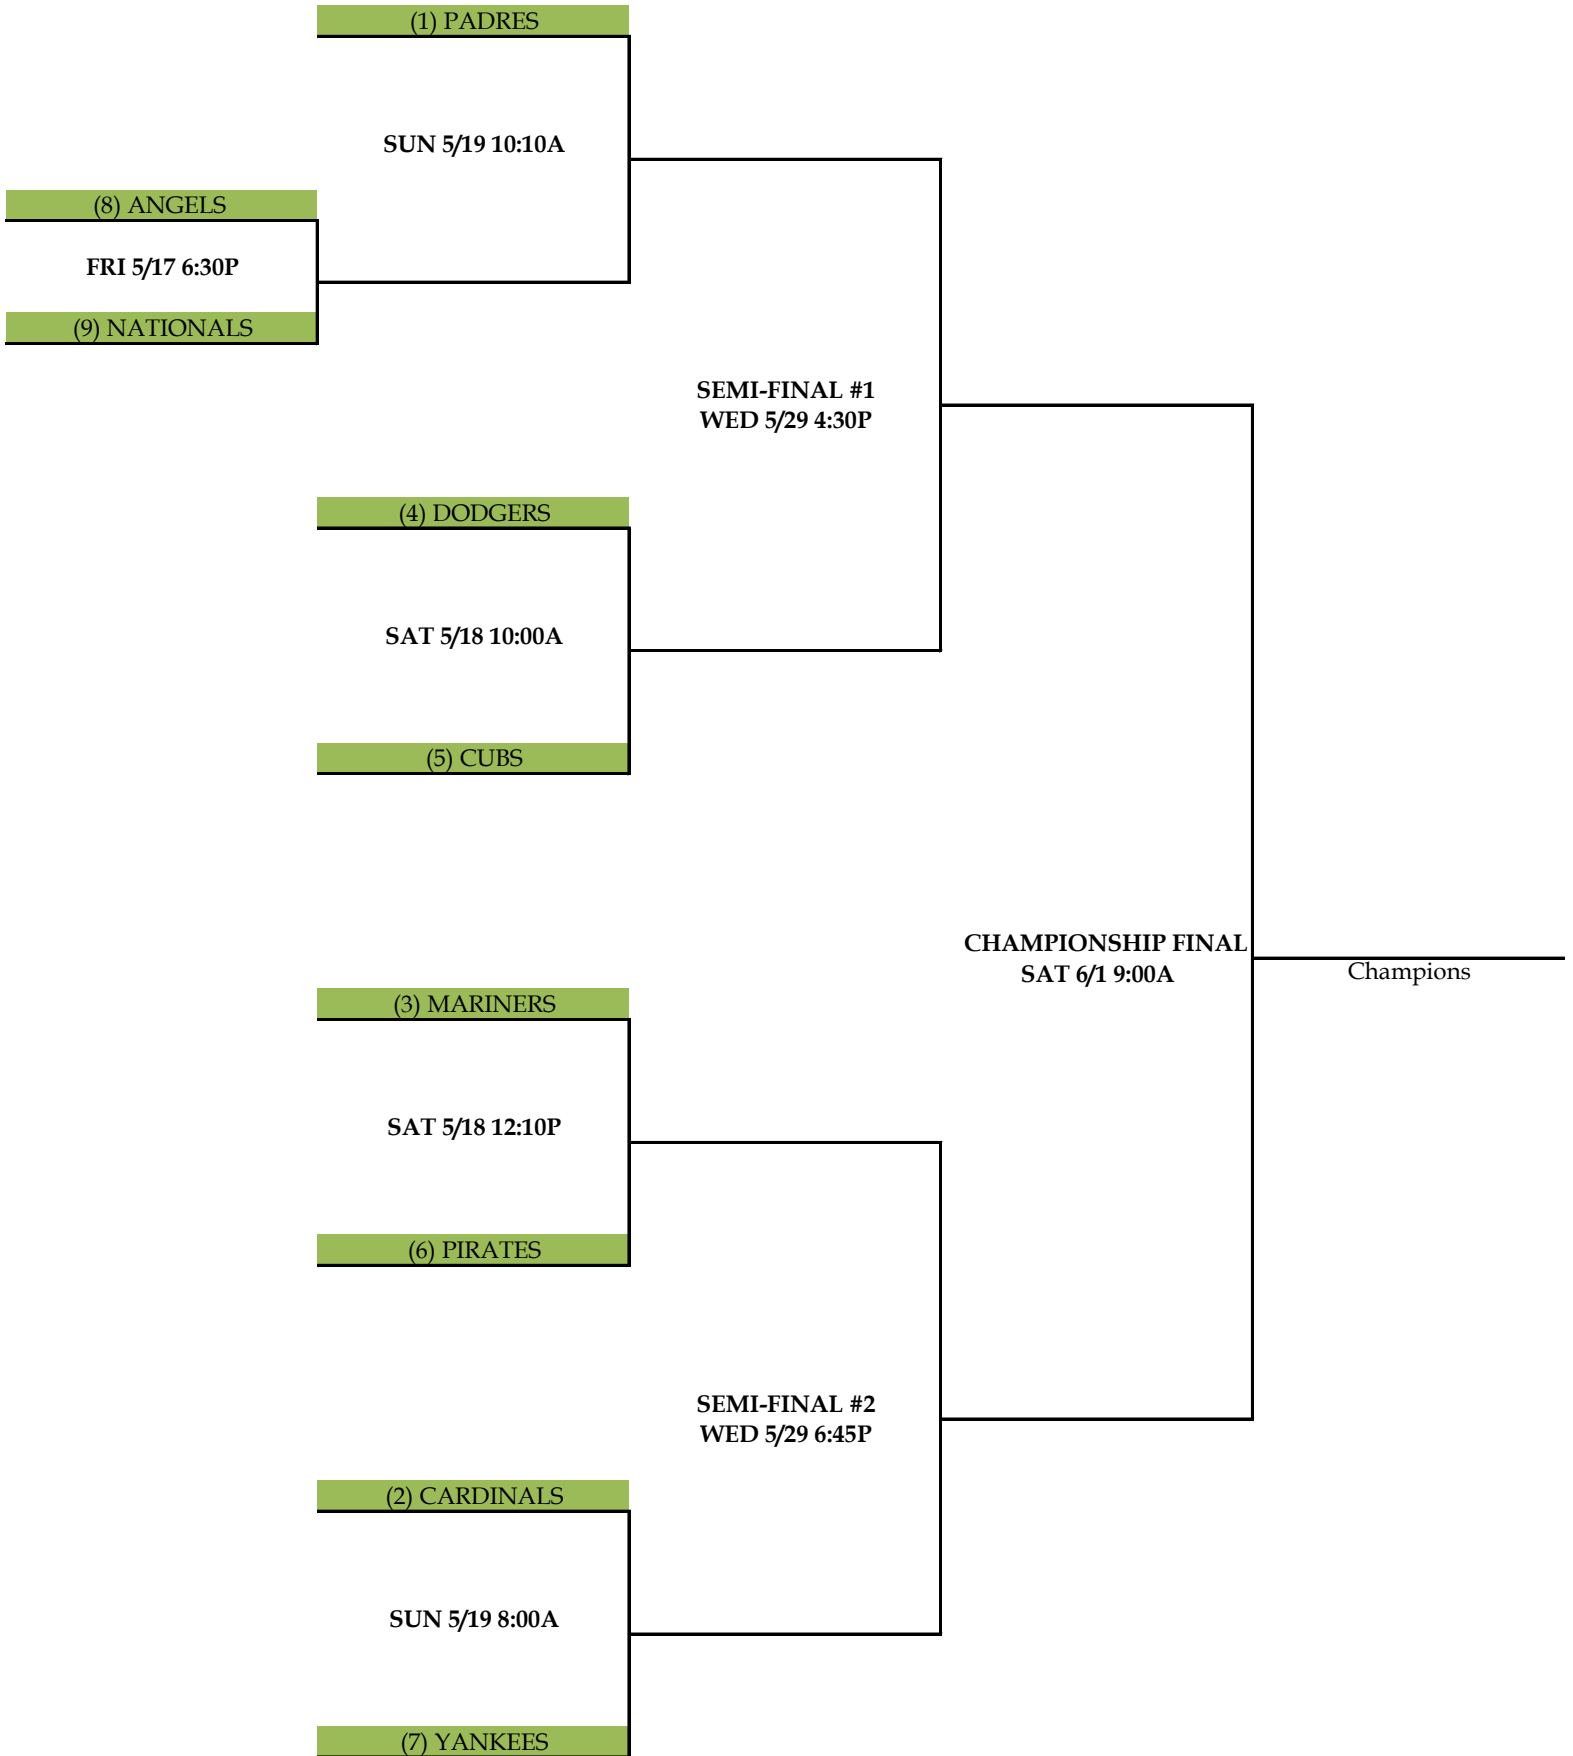 (1) PADRES
SUN 5/19 10:10A
(8) ANGELS
FRI 5/17 6:30P
(9) NATIONALS
SEMI-FINAL #1
WED 5/29 4:30P
(4) DODGERS
SAT 5/18 10:00A
(5) CUBS
CHAMPIONSHIP FINAL
SAT 6/1 9:00A
Champions
(3) MARINERS
SAT 5/18 12:10P
(6) PIRATES
SEMI-FINAL #2
WED 5/29 6:45P
(2) CARDINALS
SUN 5/19 8:00A
(7) YANKEES